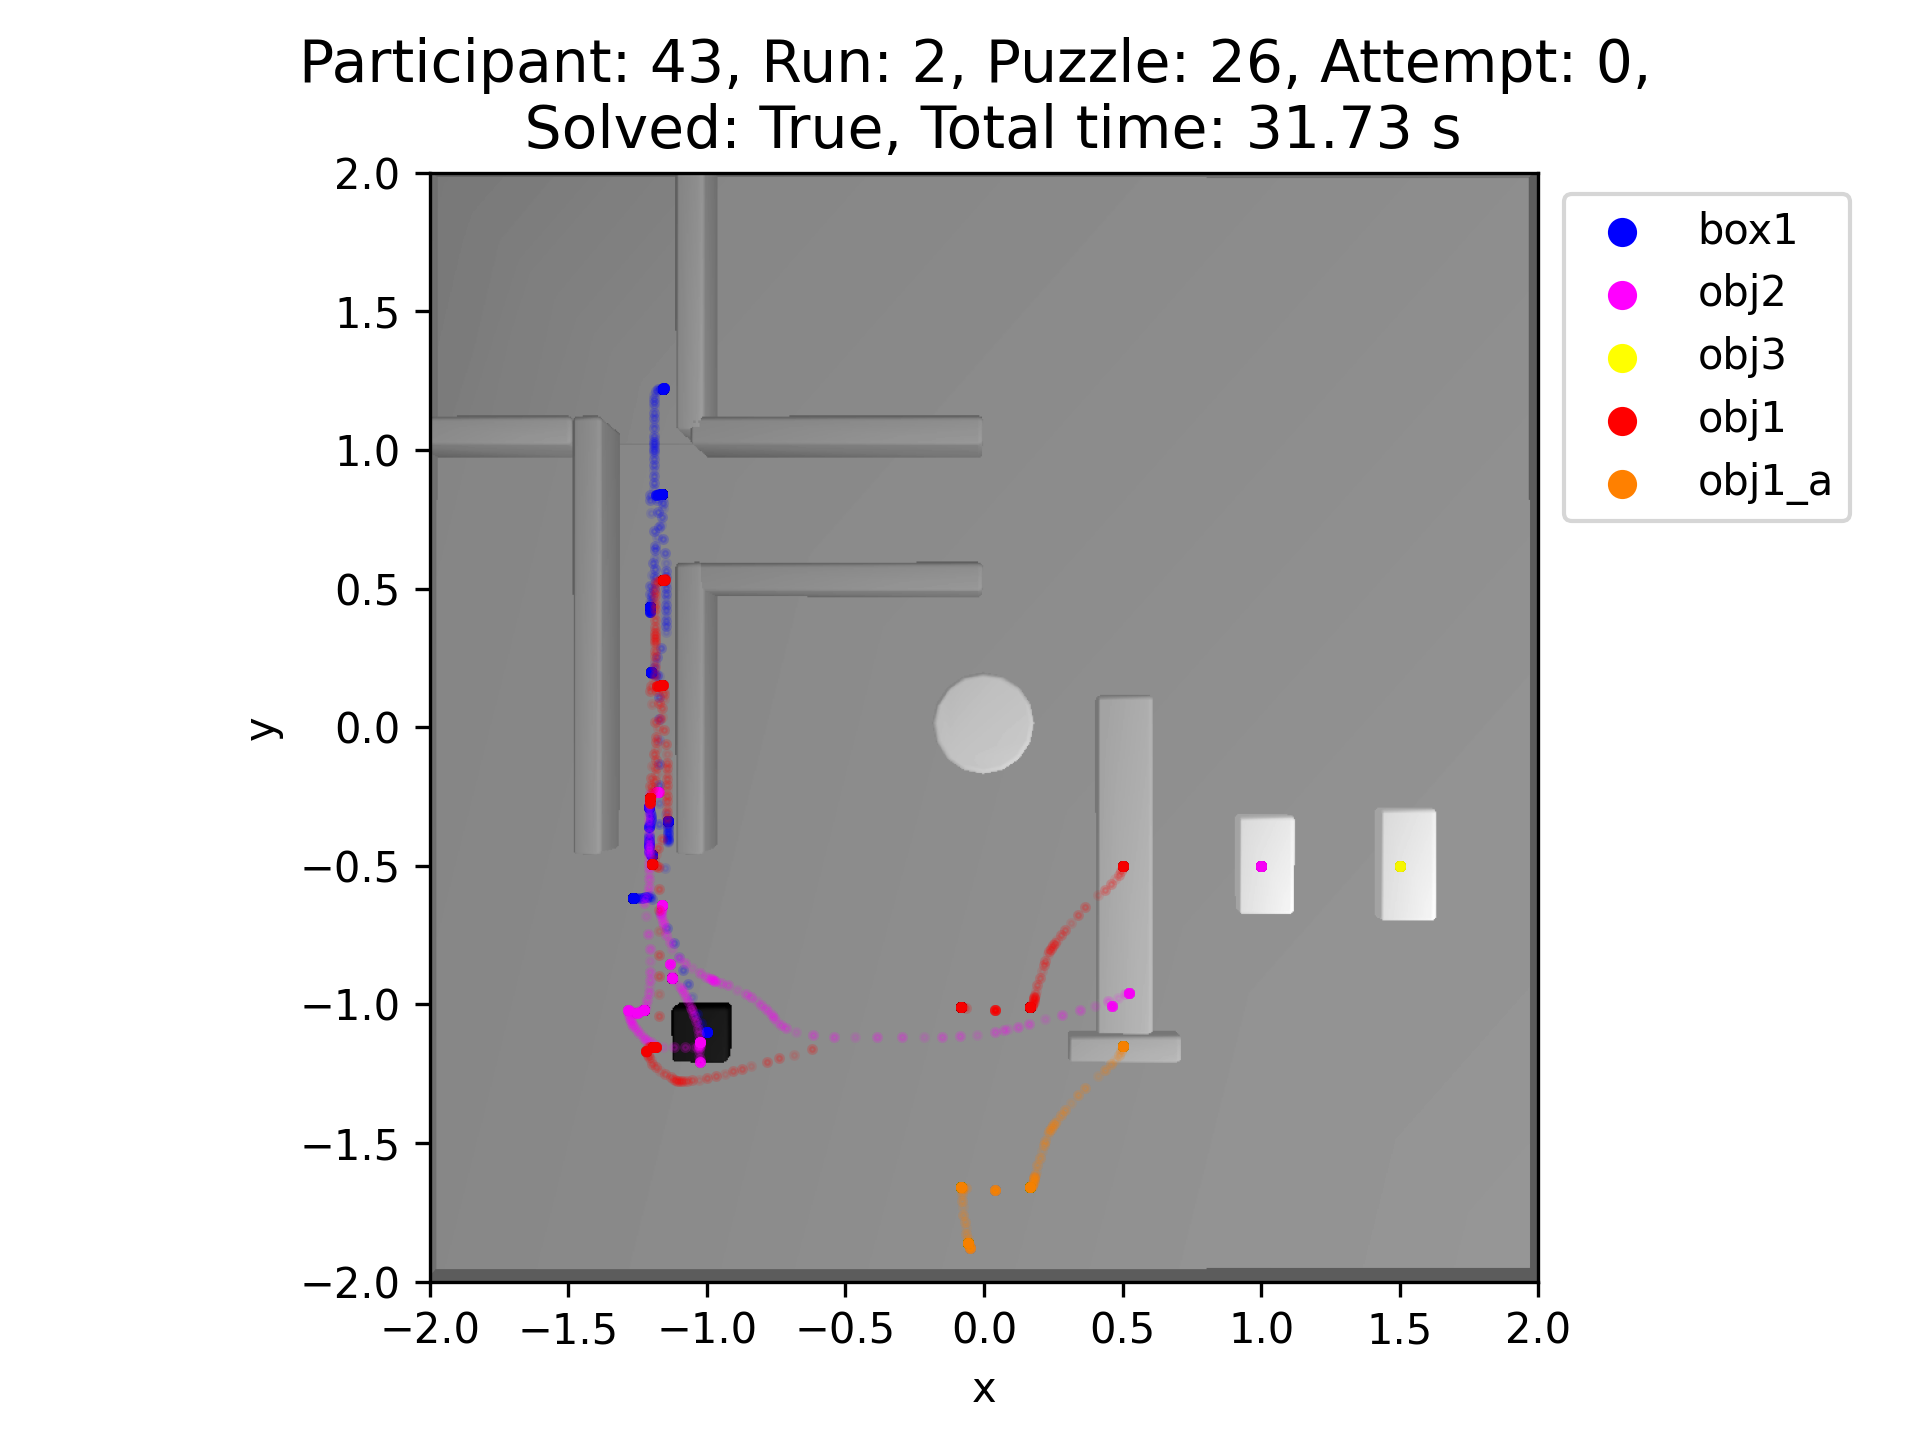 Participant: 43, Run: 2, Puzzle: 26, Attempt: 0,
Solved: True, Total time: 31.73 s
2.0
1.5
1.0
0.5
0.0
−0.5
−1.0
−1.5
−2.0
y
−2.0 −1.5 −1.0 −0.5 0.0 0.5 1.0 1.5 2.0
x
box1
obj2
obj3
obj1
obj1_a